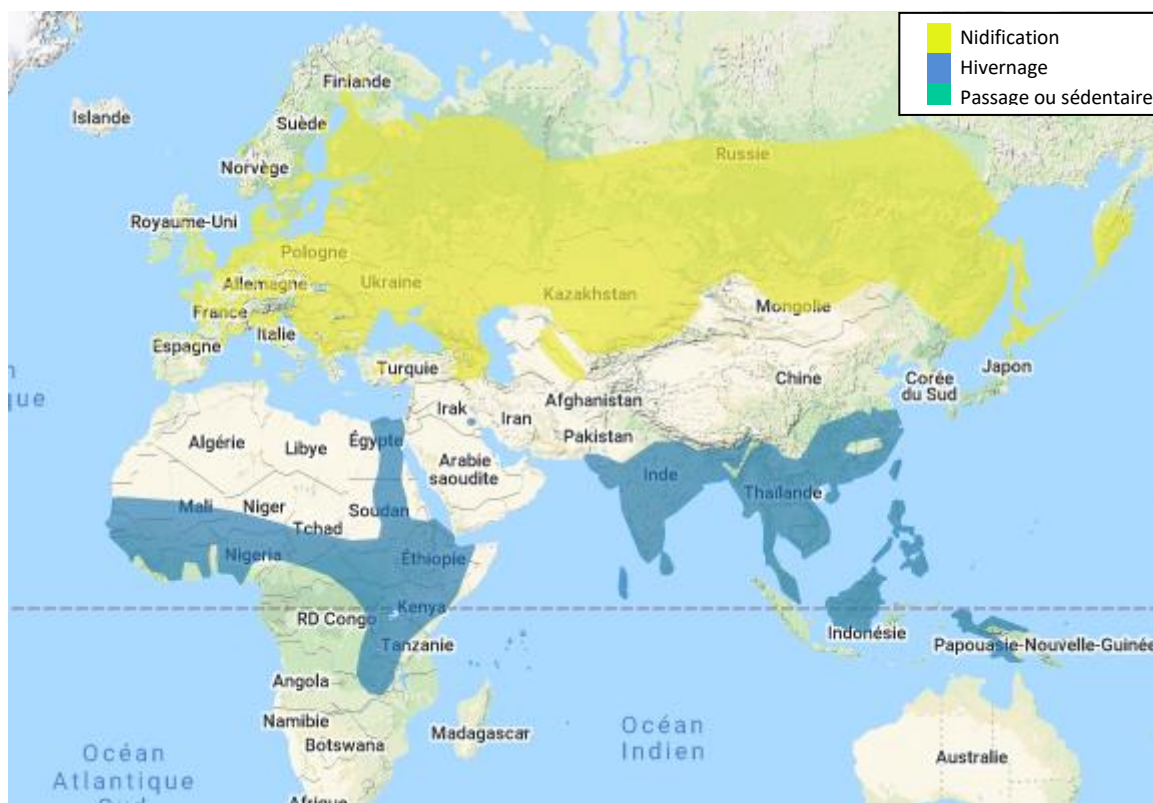 Nidification
Hivernage
Passage ou sédentaire
Finlande
Islande
Suède
Russie
Norvège
Royaume-Uni
Pologne
Allemagne
Ukraine
Kazakhstan
Mongolie
France
Italie
Espagne
Turquie
Chine
Corée
du Sud
Japon
que
Irak
Iran
Afghanistan
Pakistan
Algérie
Libye
Égypte
Arabie
saoudite
Inde
Mali
Niger
Tchad
Soudan
Thaïlande
Nigeria
Éthiopie
Kenya
RD Congo
Tanzanie
Indonésie
Papouasie-Nouvelle-Guinée
Angola
Namibie
Botswana
Madagascar
Océan
Indien
Australie
Océan
Atlantique
Sud
Afrique